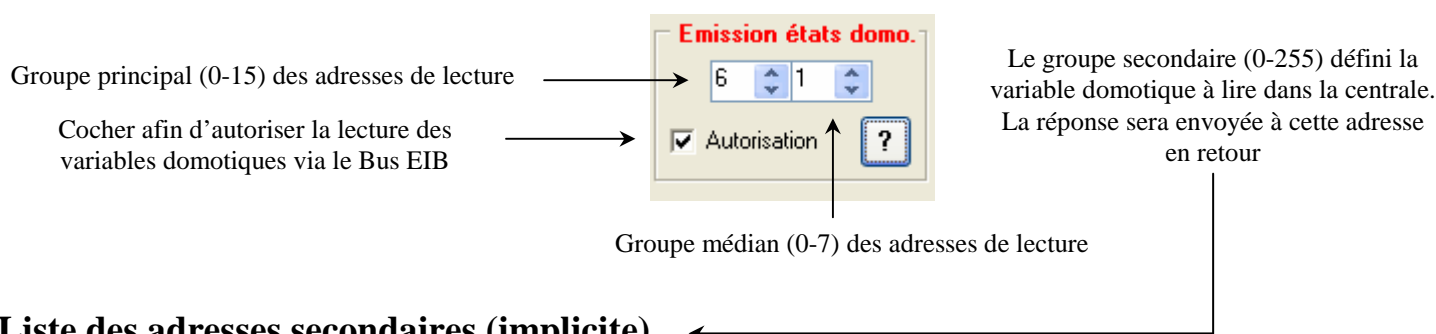 Emission états domo.
Groupe principal (0-15) des adresses de lecture
6 1
Cocher afin d'autoriser la lecture des
variables domotiques via le Bus EIB
Autorisation ?
Le groupe secondaire (0-255) défini la
variable domotique à lire dans la centrale.
La réponse sera envoyée à cette adresse
en retour
Groupe médian (0-7) des adresses de lecture
Liste des adresses secondaires (implicite)